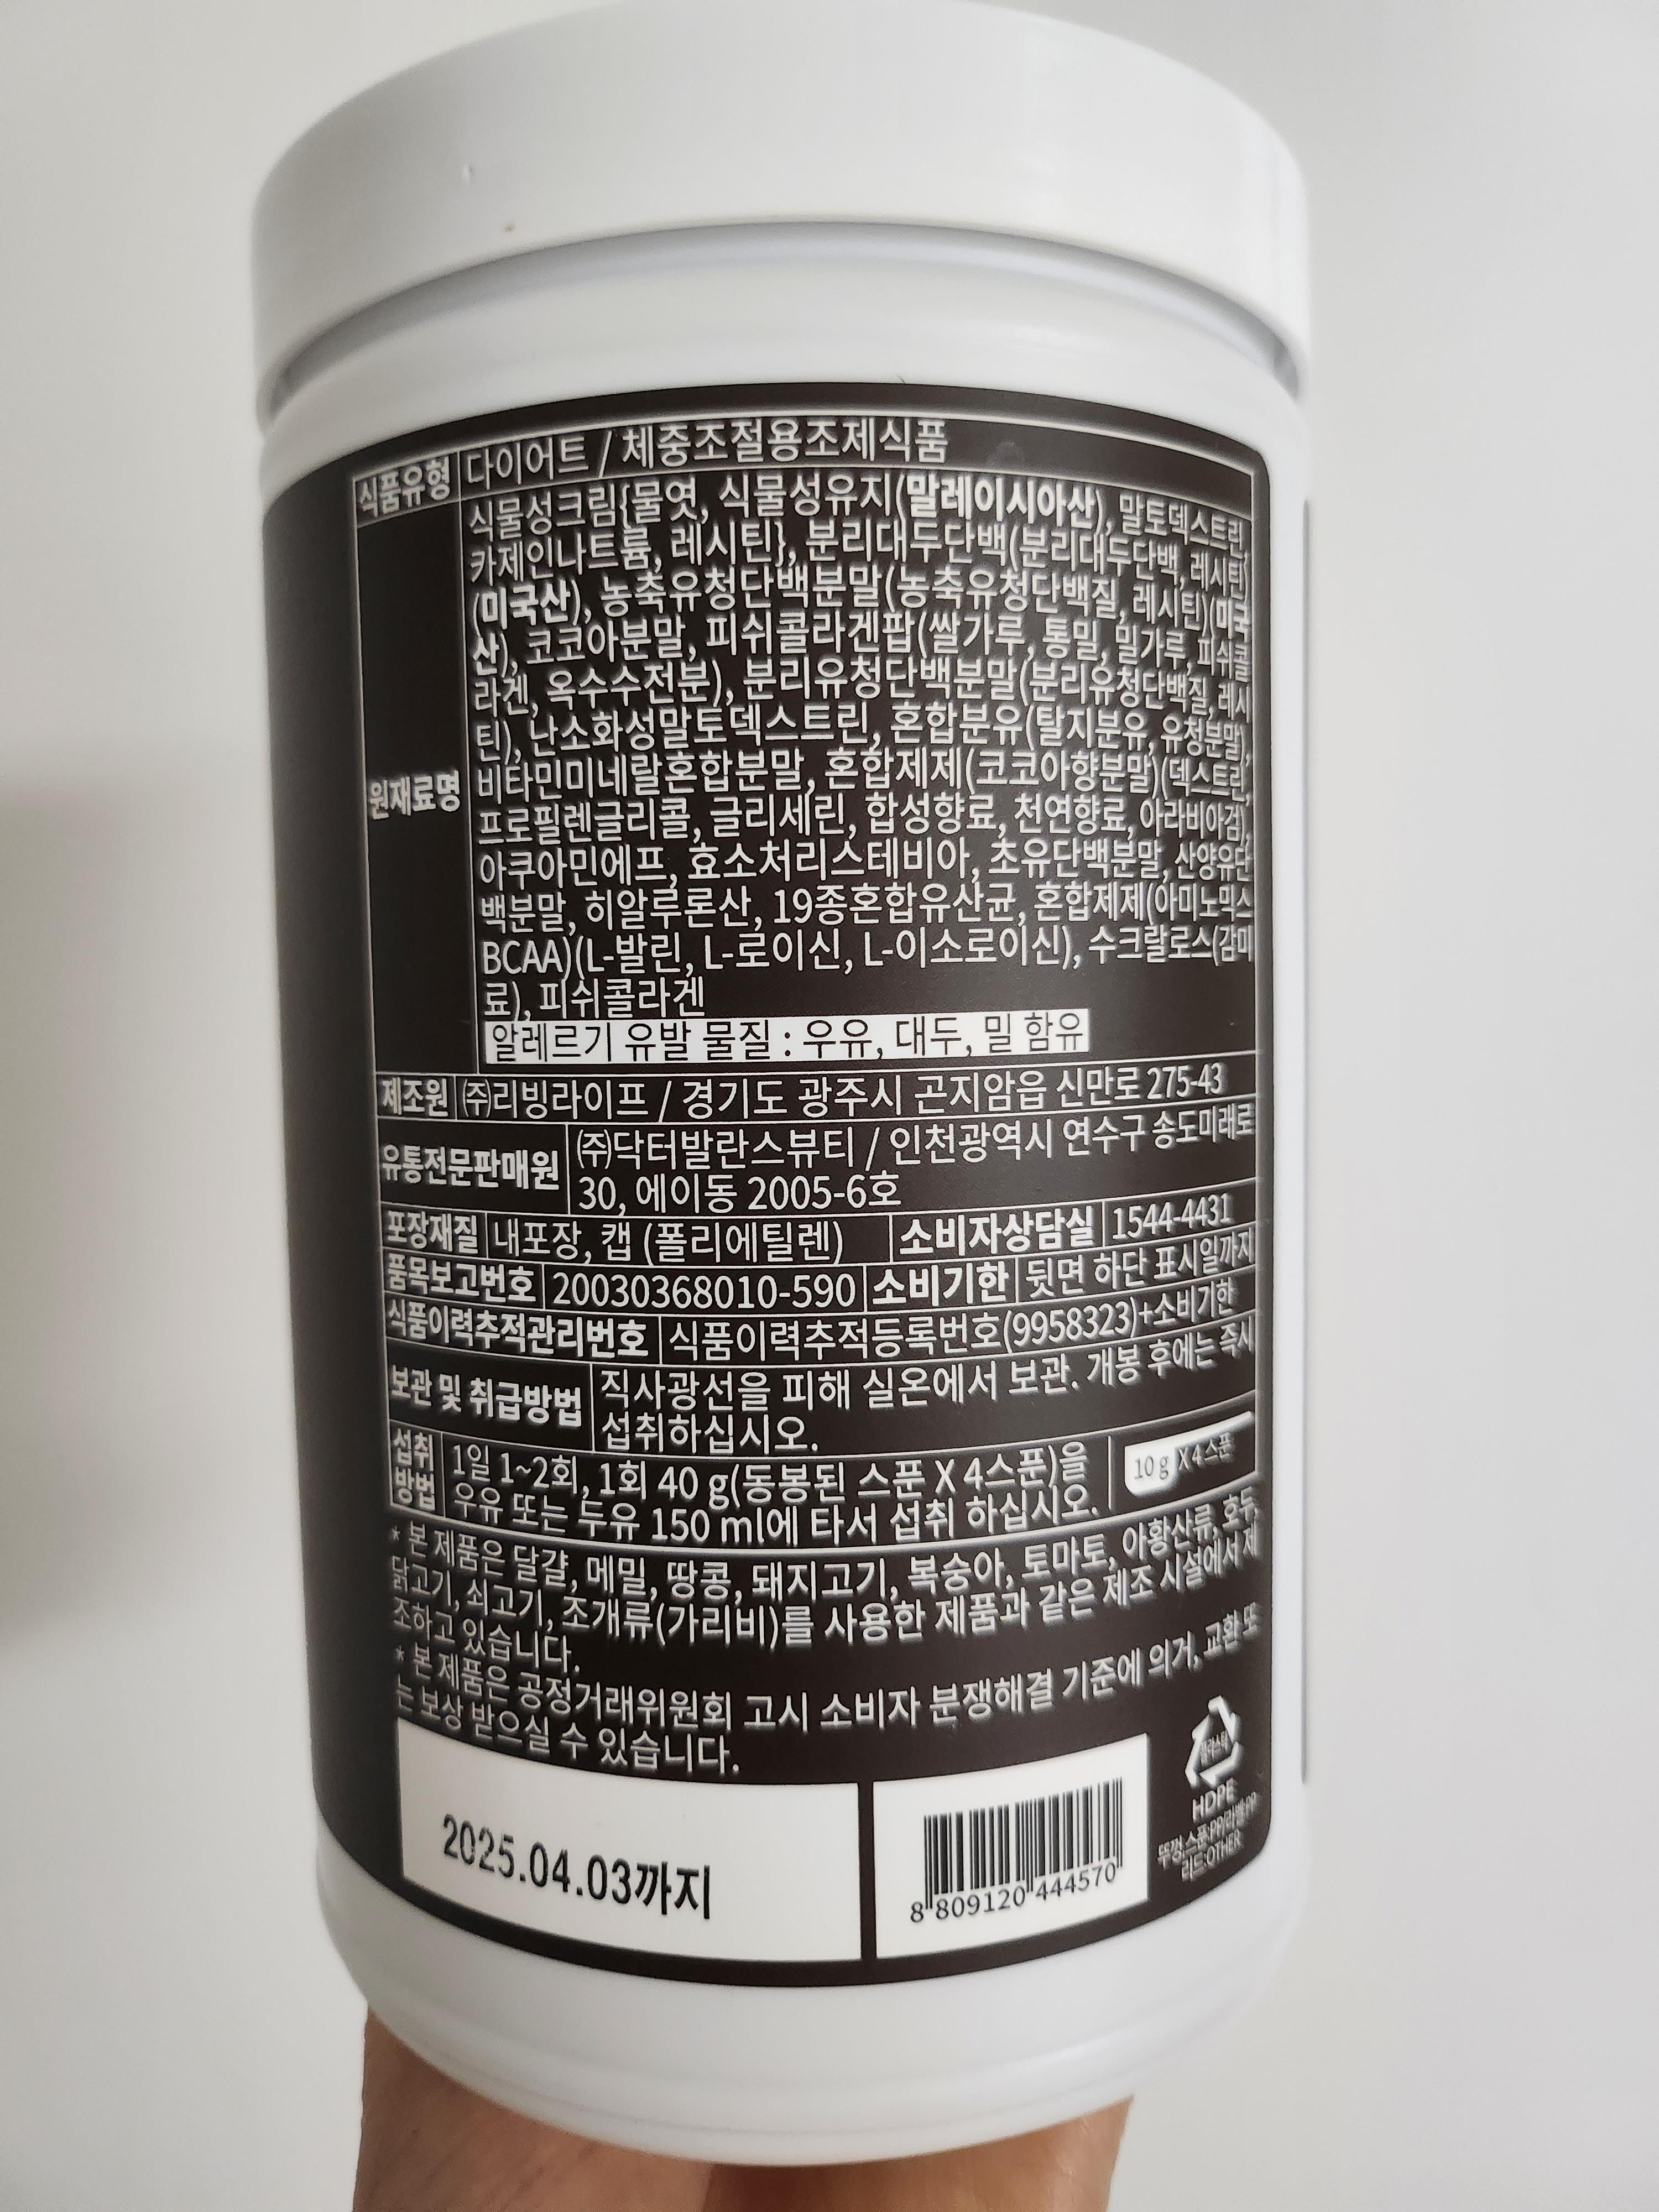 식품유형 다이어트 / 체중조절용조제식품
원재료명
식물성크림{물엿, 식물성유지(말레이시아산), 말토덱스트린,
카제인나트륨, 레시틴}, 분리대두단백(분리대두단백, 레시틴)
(미국산), 농축유청단백분말(농축유청단백질, 레시틴)(미국
산), 코코아분말, 피쉬콜라겐팝(쌀가루, 통밀, 밀가루, 피쉬콜
라겐, 옥수수전분), 분리유청단백분말(분리유청단백질, 레시
틴), 난소화성말토덱스트린, 혼합분유(탈지분유, 유청분말),
비타민미네랄혼합분말, 혼합제제(코코아향분말)(덱스트린,
프로필렌글리콜, 글리세린, 합성향료, 천연향료, 아라비아검),
아쿠아민에프, 효소처리스테비아, 초유단백분말, 산양유단
백분말, 히알루론산, 19종혼합유산균, 혼합제제(아미노믹스
BCAA)(L-발린, L-로이신, L-이소로이신), 수크랄로스(감미
료), 피쉬콜라겐
알레르기 유발 물질 : 우유, 대두, 밀 함유
제조원 ㈜리빙라이프 / 경기도 광주시 곤지암읍 신만로 275-43
유통전문판매원 ㈜닥터발란스뷰티 / 인천광역시 연수구 송도미래로
30, 에이동 2005-6호
포장재질 내포장, 캡 (폴리에틸렌) 소비자상담실 1544-4431
품목보고번호 20030368010-590 소비기한 뒷면 하단 표시일까지
식품이력추적관리번호 식품이력추적등록번호(9958323)+소비기한
보관 및 취급방법 직사광선을 피해 실온에서 보관. 개봉 후에는 즉시
섭취하십시오.
섭취 방법 1일 1~2회, 1회 40 g(동봉된 스푼 X 4스푼)을
우유 또는 두유 150 ml에 타서 섭취 하십시오.
10 g X 4스푼
* 본 제품은 달걀, 메밀, 땅콩, 돼지고기, 복숭아, 토마토, 아황산류, 호두,
닭고기, 쇠고기, 조개류(가리비)를 사용한 제품과 같은 제조 시설에서 제
조하고 있습니다.
* 본 제품은 공정거래위원회 고시 소비자 분쟁해결 기준에 의거, 교환 또
는 보상 받으실 수 있습니다.
2025.04.03까지
8 809120 444570
플라스틱
HDPE
뚜껑,스푼:PP/라벨:PP
리드:OTHER